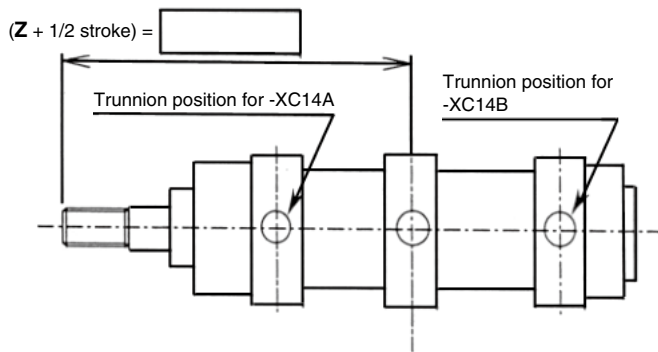 (Z + 1/2 stroke) =
Trunnion position for -XC14A
Trunnion position for
-XC14B